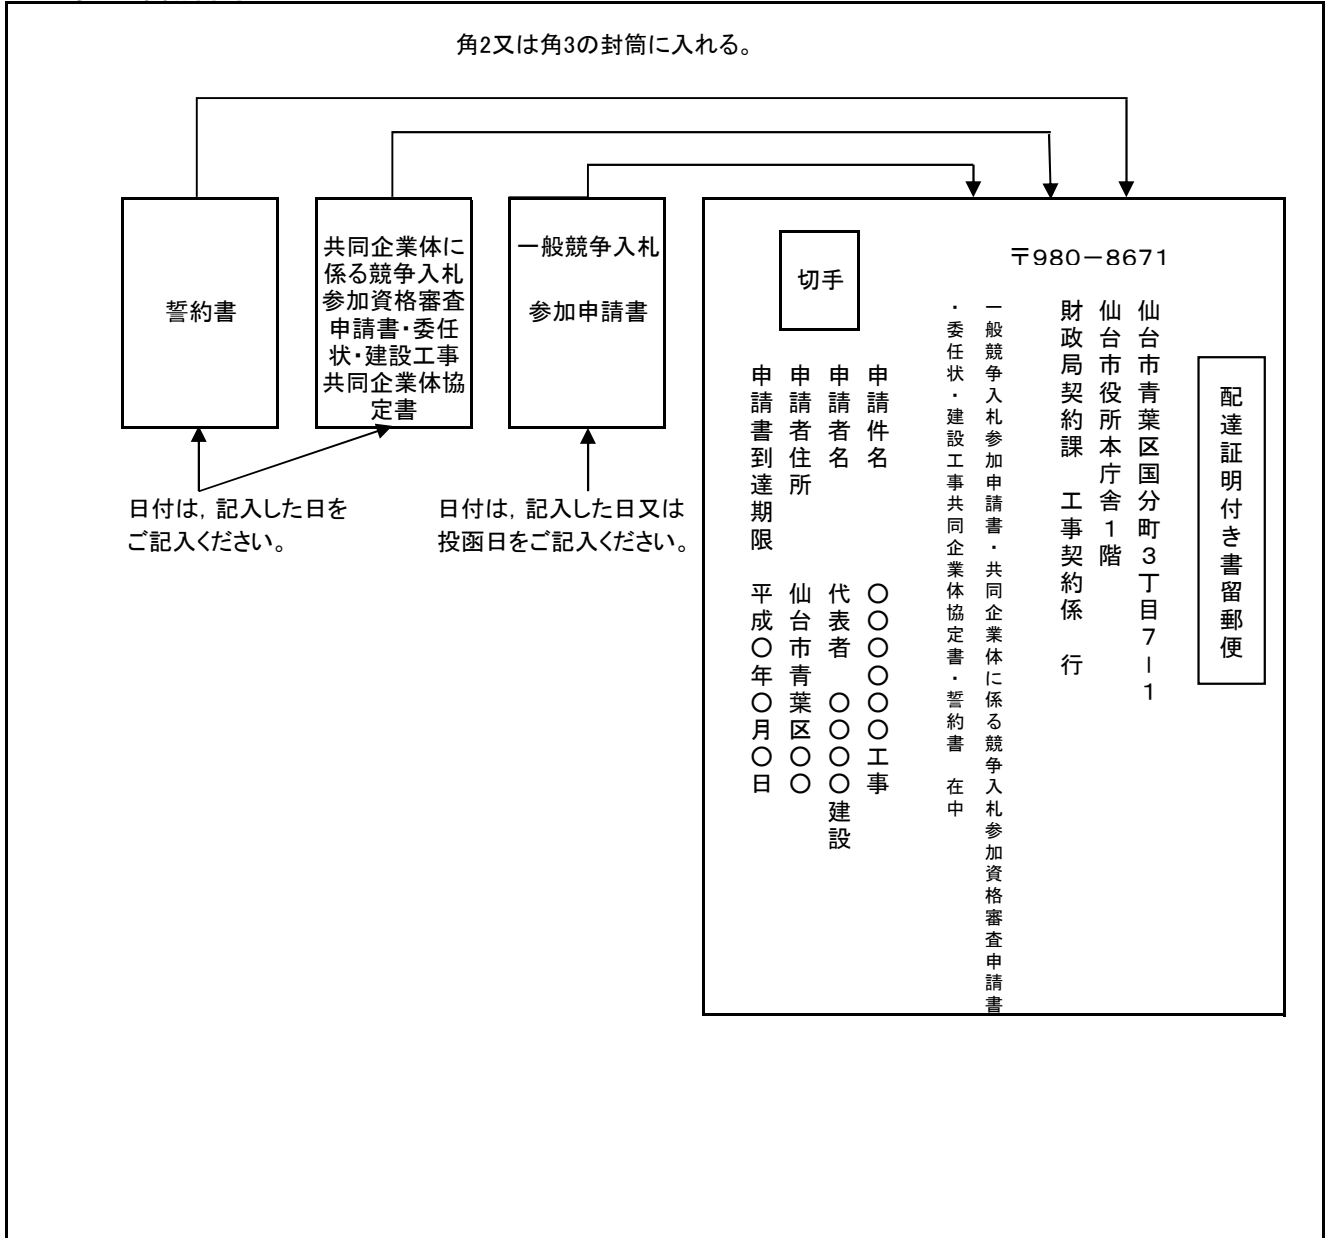 角2又は角3の封筒に入れる。
誓約書
共同企業体に
係る競争入札
参加資格審査
申請書・委任
状・建設工事
共同企業体協
定書
一般競争入札
参加申請書
日付は，記入した日を
ご記入ください。
日付は，記入した日又は
投函日をご記入ください。
切手
〒980－8671
配達証明付き書留郵便
仙台市青葉区国分町３丁目７－１
仙台市役所本庁舎１階
財政局契約課　工事契約係　行
一般競争入札参加申請書・共同企業体に係る競争入札参加資格審査申請書
・委任状・建設工事共同企業体協定書・誓約書　在中
申請件名　〇〇〇〇〇〇工事
申請者名　代表者　〇〇〇〇建設
申請者住所　仙台市青葉区〇〇
申請書到達期限　平成〇年〇月〇日